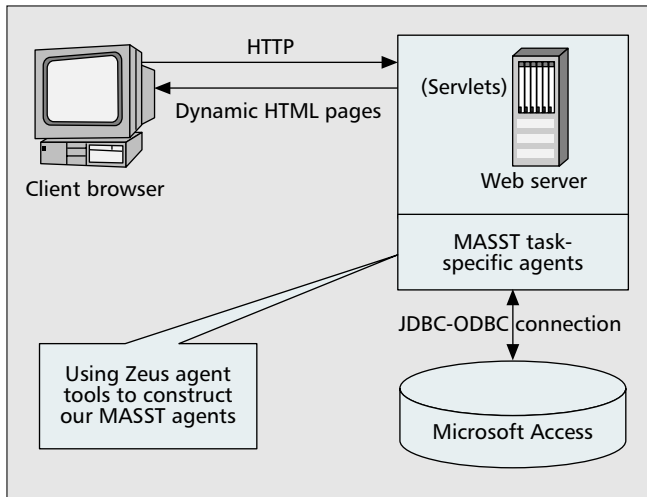 HTTP
(Servlets)
Dynamic HTML pages
Client browser
Web server
MASST task-
specific agents
JDBC-ODBC connection
Using Zeus agent
tools to construct
our MASST agents
Microsoft Access